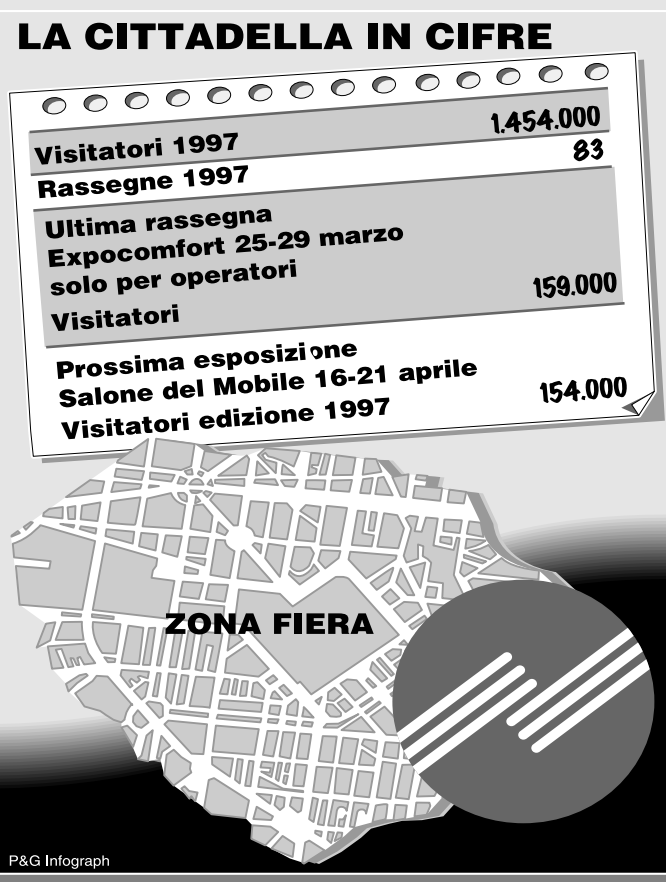 LA CITTADELLA IN CIFRE
Visitatori 1997 1.454.000
Rassegne 1997 83
Ultima rassegna
Expocomfort 25-29 marzo
solo per operatori
Visitatori 159.000
Prossima esposizione
Salone del Mobile 16-21 aprile
Visitatori edizione 1997 154.000
ZONA FIERA
P&G Infograph